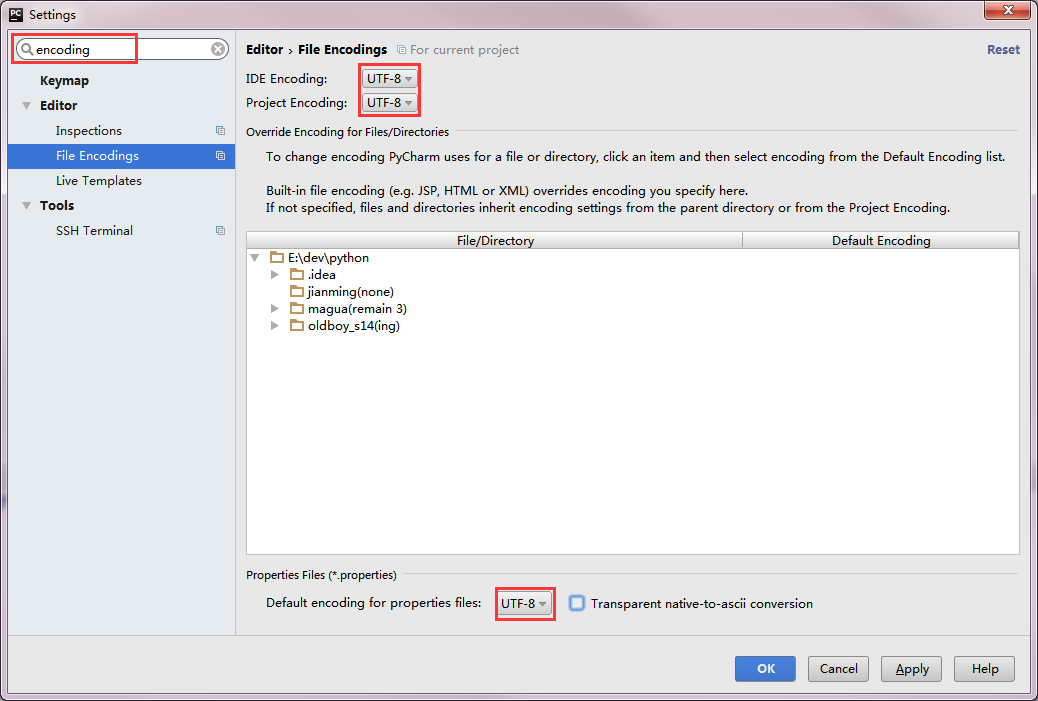 PC Settings
encoding
Keymap
Editor
Inspections
File Encodings
Live Templates
Tools
SSH Terminal
Editor › File Encodings For current project Reset
IDE Encoding: UTF-8
Project Encoding: UTF-8
Override Encoding for Files/Directories
To change encoding PyCharm uses for a file or directory, click an item and then select encoding from the Default Encoding list.
Built-in file encoding (e.g. JSP, HTML or XML) overrides encoding you specify here.
If not specified, files and directories inherit encoding settings from the parent directory or from the Project Encoding.
File/Directory Default Encoding
E:\dev\python
.idea
jianming(none)
magua(remain 3)
oldboy_s14(ing)
Properties Files (*.properties)
Default encoding for properties files: UTF-8 Transparent native-to-ascii conversion
OK Cancel Apply Help